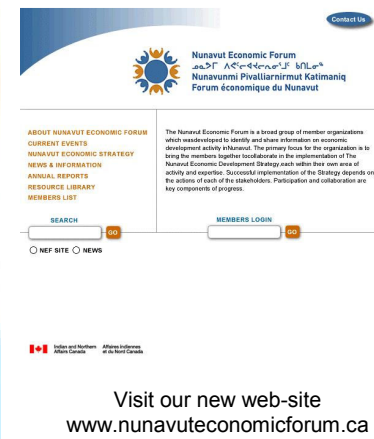 Contact Us
Nunavut Economic Forum
ᓄᓇᕗᒻᒥ ᐱᕙᓪᓕᐊᔪᓕᕆᓂᕐᒧᑦ ᑲᑎᒪᓂᖅ
Nunavunmi Pivalliarnirmut Katimaniq
Forum économique du Nunavut
ABOUT NUNAVUT ECONOMIC FORUM
CURRENT EVENTS
NUNAVUT ECONOMIC STRATEGY
NEWS & INFORMATION
ANNUAL REPORTS
RESOURCE LIBRARY
MEMBERS LIST
The Nunavut Economic Forum is a broad group of member organizations
which wasdeveloped to identify and share information on economic
development activity inNunavut. The primary focus for the organization is to
bring the members together tocollaborate in the implementation of The
Nunavut Economic Development Strategy,each within their own area of
activity and expertise. Successful implementation of the Strategy depends on
the actions of each of the stakeholders. Participation and collaboration are
key components of progress.
SEARCH
GO
NEF SITE NEWS
MEMBERS LOGIN
GO
Indian and Northern Affaires indiennes
Affairs Canada et du Nord Canada
Visit our new web-site
www.nunavuteconomicforum.ca